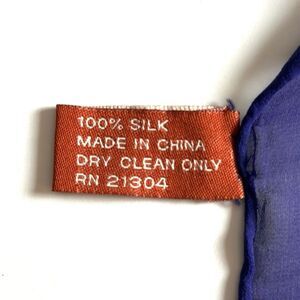 100% SILK
MADE IN CHINA
DRY CLEAN ONLY
RN 21304